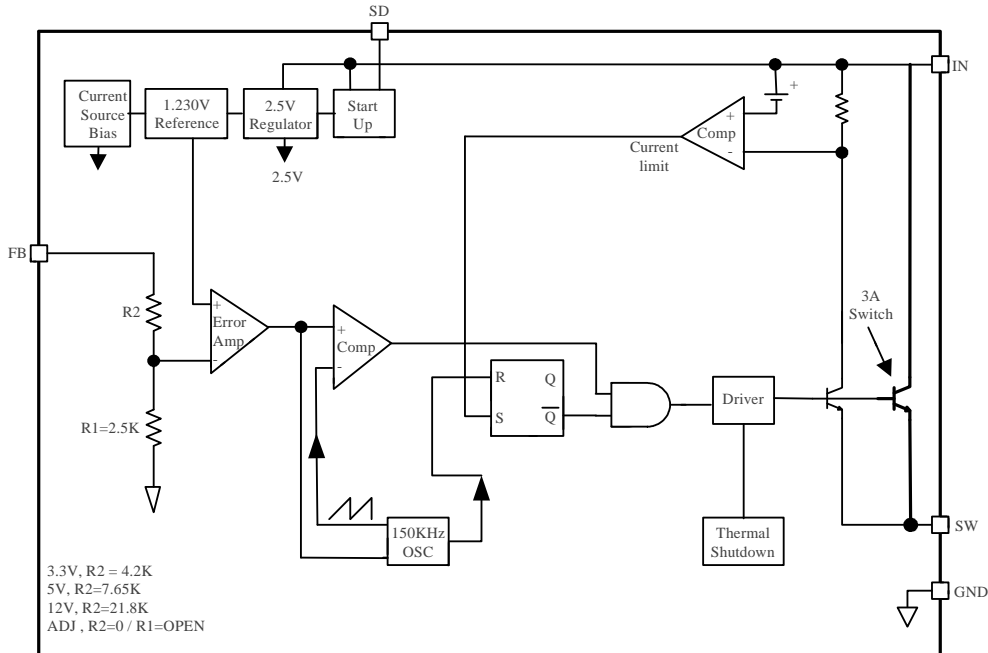 SD
IN
Current
Source
Bias
1.230V
Reference
2.5V
Regulator
Start
Up
+
+
Comp
-
Current
limit
2.5V
FB
R2
+
Error
Amp
-
+
Comp
-
3A
Switch
R1=2.5K
R Q
S Q
Driver
150KHz
OSC
Thermal
Shutdown
SW
GND
3.3V, R2 = 4.2K
5V, R2=7.65K
12V, R2=21.8K
ADJ , R2=0 / R1=OPEN